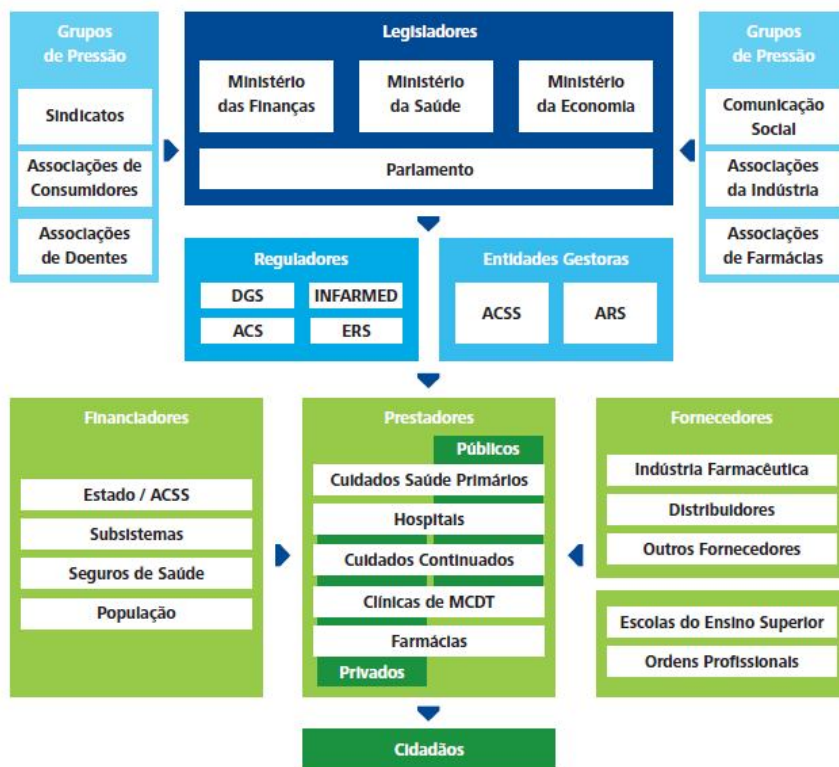 Grupos
de Pressão
Sindicatos
Associações de
Consumidores
Associações
de Doentes
Legisladores
Ministério
das Finanças
Ministério
da Saúde
Ministério
da Economia
Parlamento
Grupos
de Pressão
Comunicação
Social
Associações
da Indústria
Associações
de Farmácias
Reguladores
DGS
INFARMED
ACS
ERS
Entidades Gestoras
ACSS
ARS
Financiadores
Estado / ACSS
Subsistemas
Seguros de Saúde
População
Prestadores
Públicos
Cuidados Saúde Primários
Hospitais
Cuidados Continuados
Clínicas de MCDT
Farmácias
Privados
Fornecedores
Indústria Farmacêutica
Distribuidores
Outros Fornecedores
Escolas do Ensino Superior
Ordens Profissionais
Cidadãos